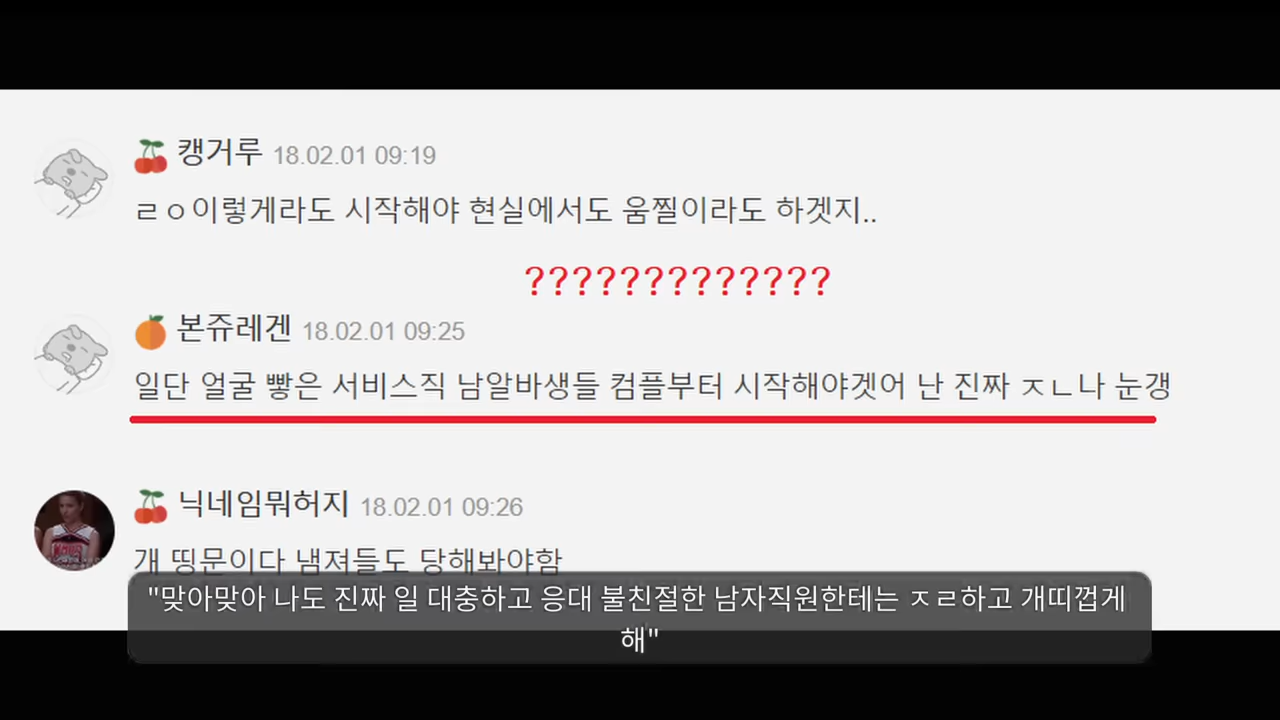 캥거루 18.02.01 09:19
ㄹㅇ이렇게라도 시작해야 현실에서도 움찔이라도 하겟지..
?????????????
본쥬레겐 18.02.01 09:25
일단 얼굴 빻은 서비스직 남알바생들 컴플부터 시작해야겟어 난 진짜 ㅈㄴ나 눈갱
닉네임뭐허지 18.02.01 09:26
개 띵문이다 냄져들도 당해봐야함
"맞아맞아 나도 진짜 일 대충하고 응대 불친절한 남자직원한테는 ㅈㄹ하고 개띠껍게
해"